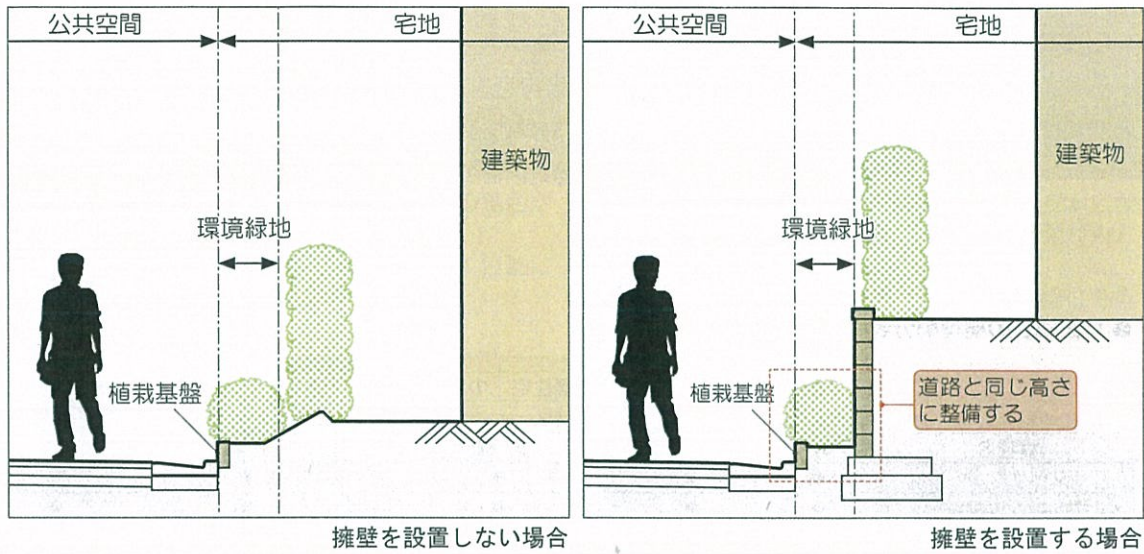 公共空間
宅地
建築物
環境緑地
植栽基盤
擁壁を設置しない場合
公共空間
宅地
建築物
環境緑地
植栽基盤
道路と同じ高さ
に整備する
擁壁を設置する場合